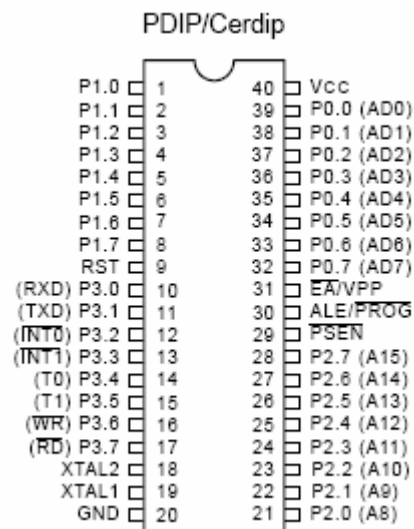 PDIP/Cerdip
P1.0 1 40 Vcc
P1.1 2 39 P0.0 (AD0)
P1.2 3 38 P0.1 (AD1)
P1.3 4 37 P0.2 (AD2)
P1.4 5 36 P0.3 (AD3)
P1.5 6 35 P0.4 (AD4)
P1.6 7 34 P0.5 (AD5)
P1.7 8 33 P0.6 (AD6)
RST 9 32 P0.7 (AD7)
(RXD) P3.0 10 31 E̅A̅/VPP
(TXD) P3.1 11 30 ALE/P̅R̅O̅G̅
(I̅N̅T̅0̅) P3.2 12 29 P̅S̅E̅N̅
(I̅N̅T̅1̅) P3.3 13 28 P2.7 (A15)
(T0) P3.4 14 27 P2.6 (A14)
(T1) P3.5 15 26 P2.5 (A13)
(W̅R̅) P3.6 16 25 P2.4 (A12)
(R̅D̅) P3.7 17 24 P2.3 (A11)
XTAL2 18 23 P2.2 (A10)
XTAL1 19 22 P2.1 (A9)
GND 20 21 P2.0 (A8)